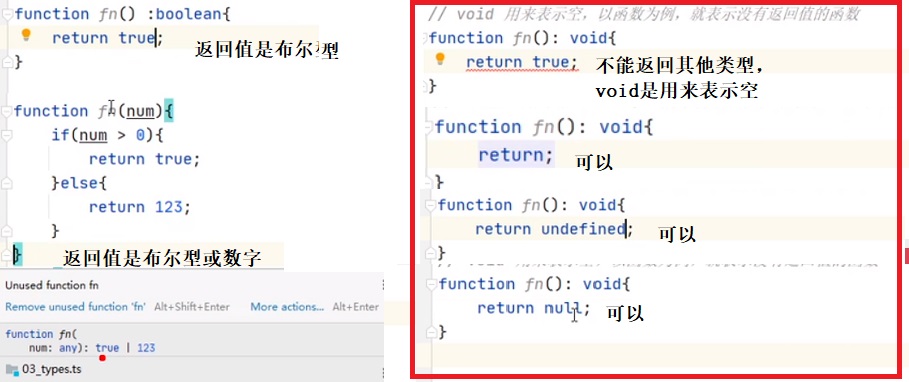 function fn() :boolean{
return true;
返回值是布尔型
}
function fn(num){
if(num > 0){
return true;
}else{
return 123;
}
}
返回值是布尔型或数字
Unused function fn
Remove unused function 'fn' Alt+Shift+Enter More actions... Alt+Enter
function fn(
num: any): true | 123
03_types.ts
// void 用来表示空，以函数为例，就表示没有返回值的函数
function fn(): void{
return true;
不能返回其他类型，
void是用来表示空
}
function fn(): void{
return;
可以
}
function fn(): void{
return undefined;
可以
}
function fn(): void{
return null;
可以
}